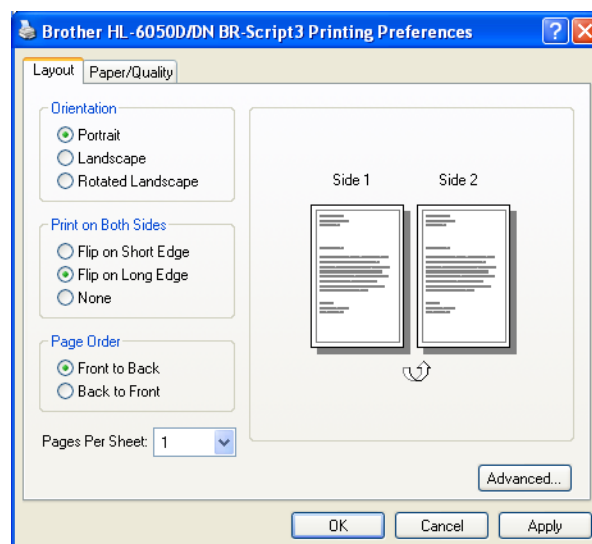 Brother HL-6050D/DN BR-Script3 Printing Preferences
Layout
Paper/Quality
Orientation
Portrait
Landscape
Rotated Landscape
Print on Both Sides
Flip on Short Edge
Flip on Long Edge
None
Page Order
Front to Back
Back to Front
Pages Per Sheet: 1
Side 1
Side 2
Advanced...
OK
Cancel
Apply